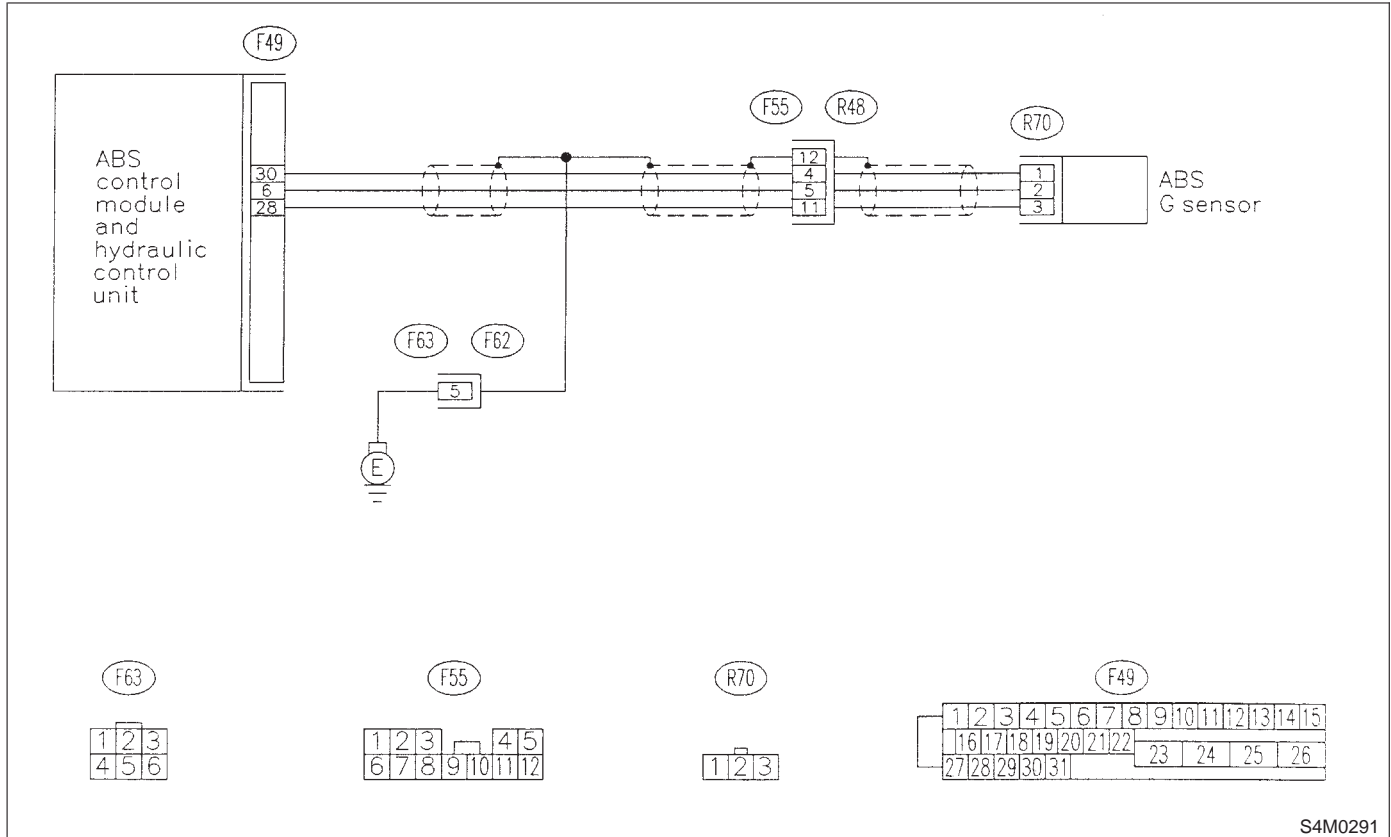 F49
F55 R48
R70
ABS
control
module
and
hydraulic
control
unit
30
6
28
12
4
5
11
1
2
3
ABS
G sensor
F63 F62
5
E
F63
F55
R70
F49
1 2 3
4 5 6
1 2 3 4 5
6 7 8 9 10 11 12
1 2 3
1 2 3 4 5 6 7 8 9 10 11 12 13 14 15
16 17 18 19 20 21 22
23 24 25 26
27 28 29 30 31
S4M0291